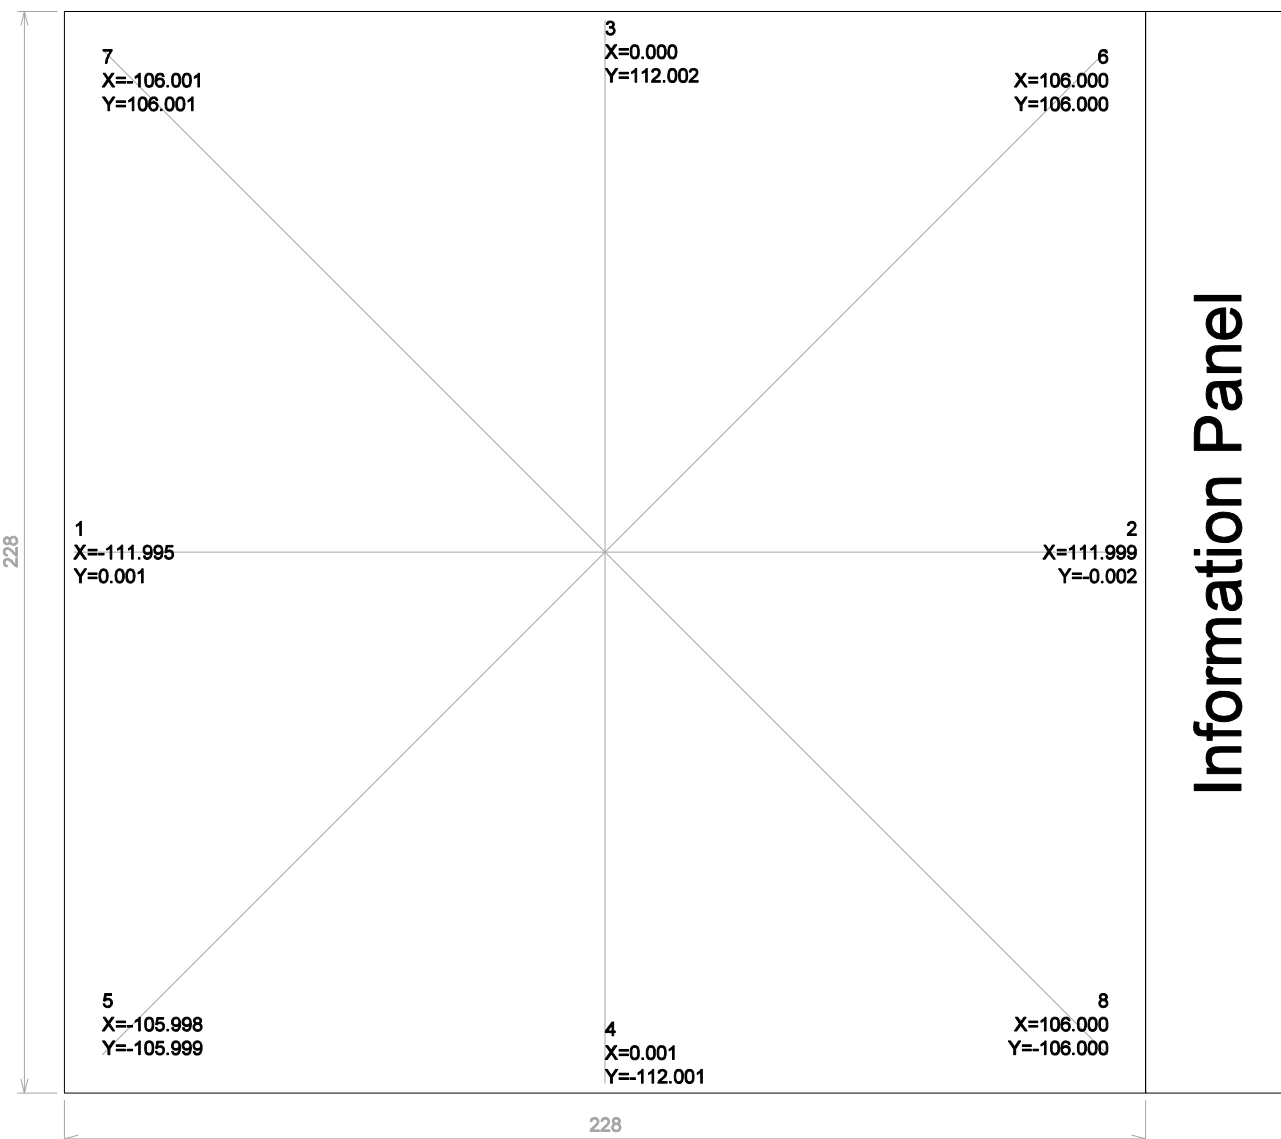 3
X=0.000
Y=112.002
7
X=-106.001
Y=106.001
6
X=106.000
Y=106.000
1
X=-111.995
Y=0.001
2
X=111.999
Y=-0.002
228
Information Panel
5
X=-105.998
Y=-105.999
4
X=0.001
Y=-112.001
8
X=106.000
Y=-106.000
228